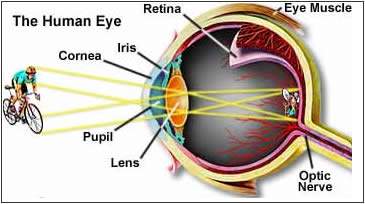 The Human Eye
Retina
Eye Muscle
Iris
Cornea
Pupil
Lens
Optic
Nerve